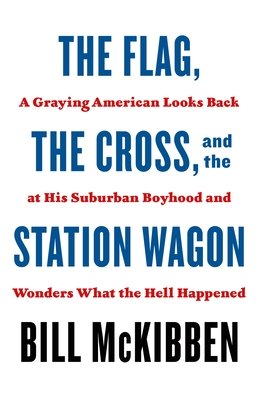 THE FLAG,
A Graying American Looks Back
THE CROSS, and the
at His Suburban Boyhood and
STATION WAGON
Wonders What the Hell Happened
BILL McKIBBEN